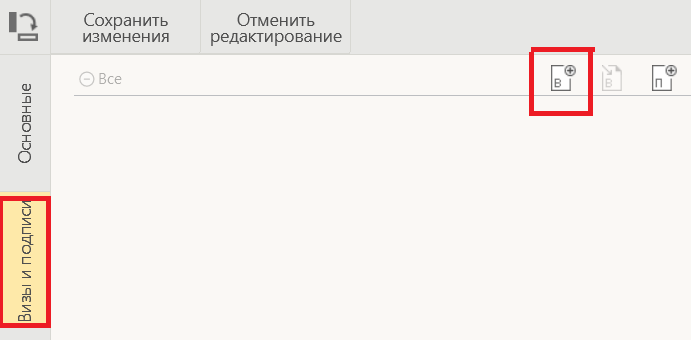 Сохранить
изменения
Отменить
редактирование
Все
В
В
П
Основные
Визы и подписи